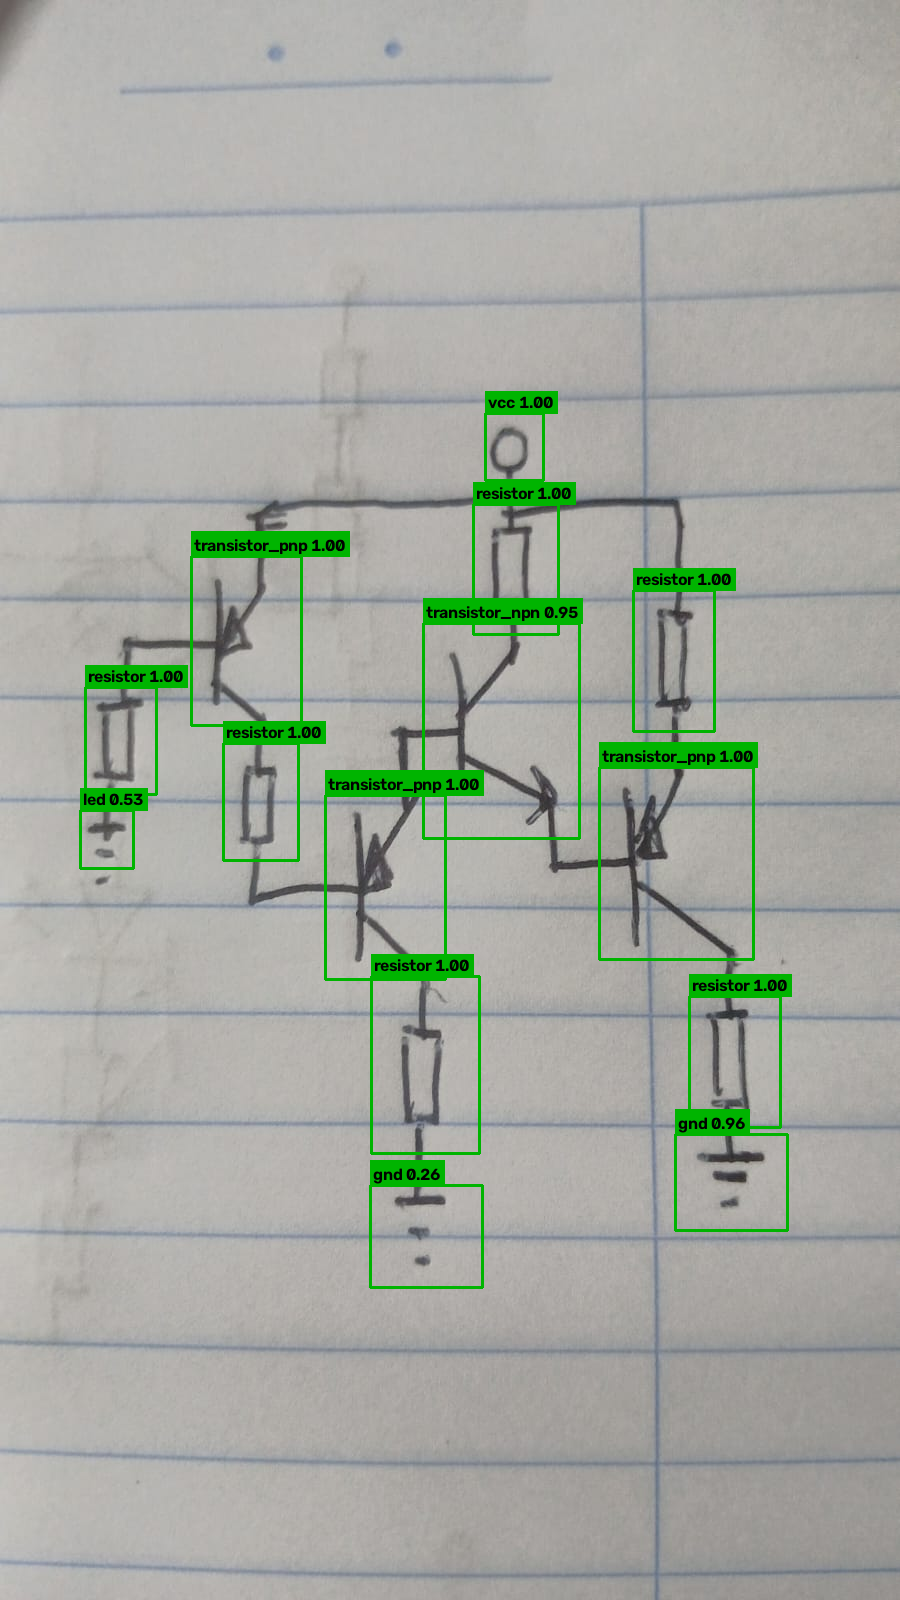 vcc 1.00
resistor 1.00
transistor_pnp 1.00
resistor 1.00
transistor_npn 0.95
resistor 1.00
resistor 1.00
transistor_pnp 1.00
transistor_pnp 1.00
led 0.53
resistor 1.00
resistor 1.00
gnd 0.96
gnd 0.26